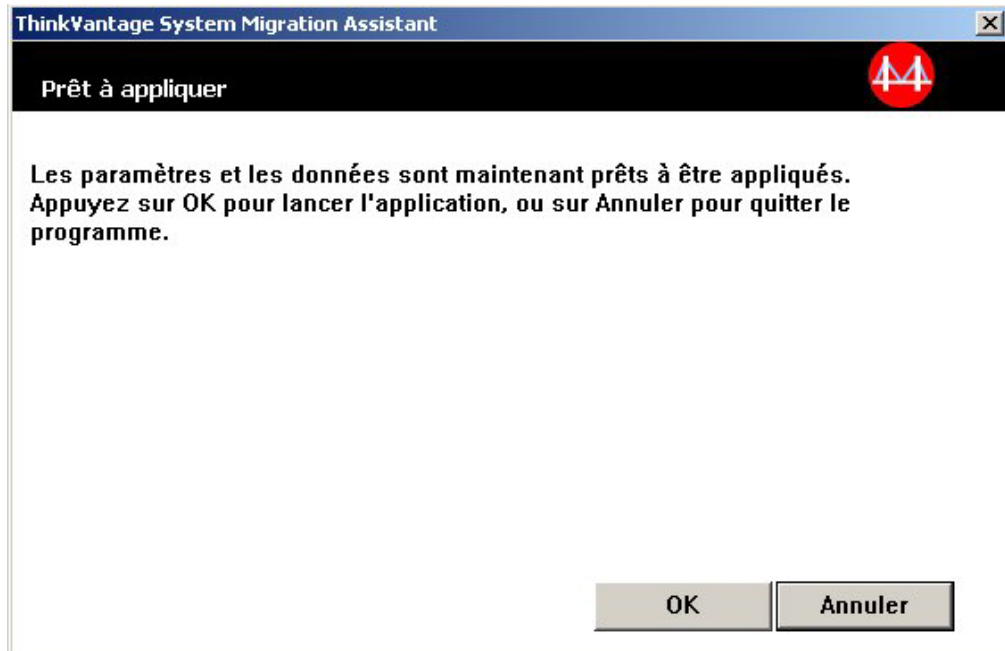 ThinkVantage System Migration Assistant
Prêt à appliquer
Les paramètres et les données sont maintenant prêts à être appliqués.
Appuyez sur OK pour lancer l'application, ou sur Annuler pour quitter le
programme.
OK
Annuler